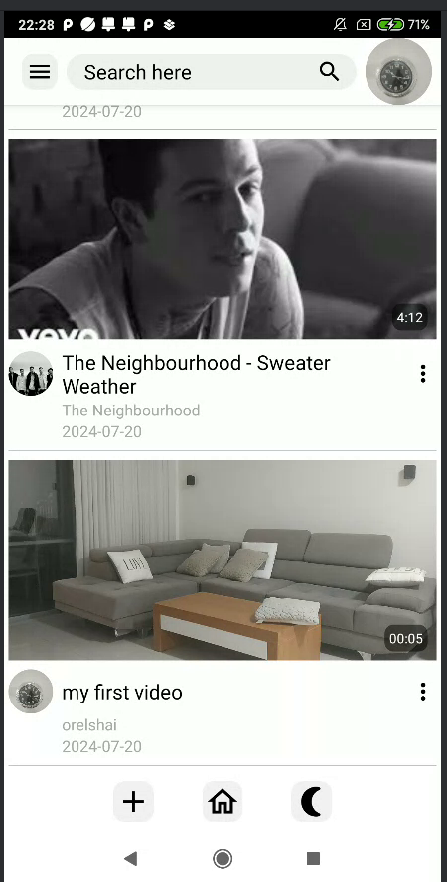 22:28
71%
Search here
2024-07-20
vevo
4:12
The Neighbourhood - Sweater
Weather
The Neighbourhood
2024-07-20
LOVE
00:05
my first video
orelshai
2024-07-20